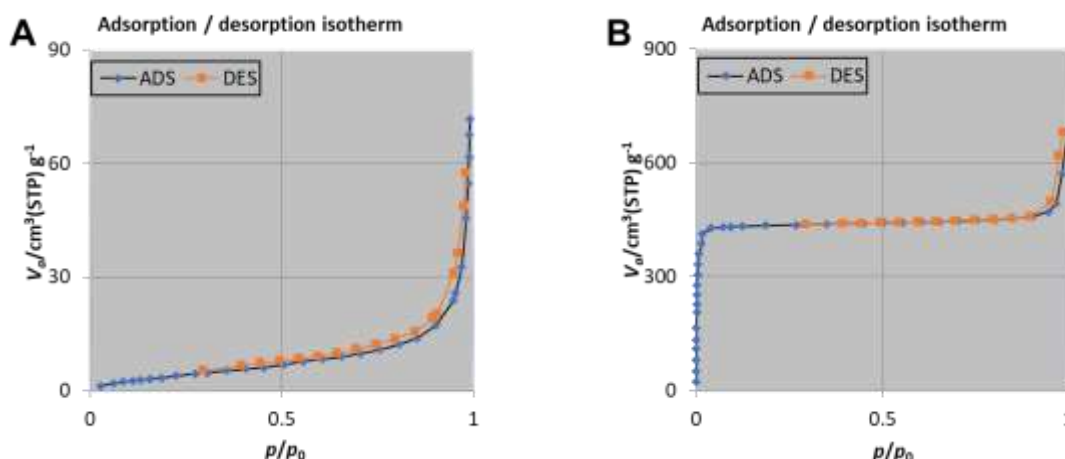 A
Adsorption / desorption isotherm
90
ADS DES
60
30
0
0 0.5 1
Va/cm³(STP) g⁻¹
p/p₀
B
Adsorption / desorption isotherm
900
ADS DES
600
300
0
0 0.5 1
Va/cm³(STP) g⁻¹
p/p₀